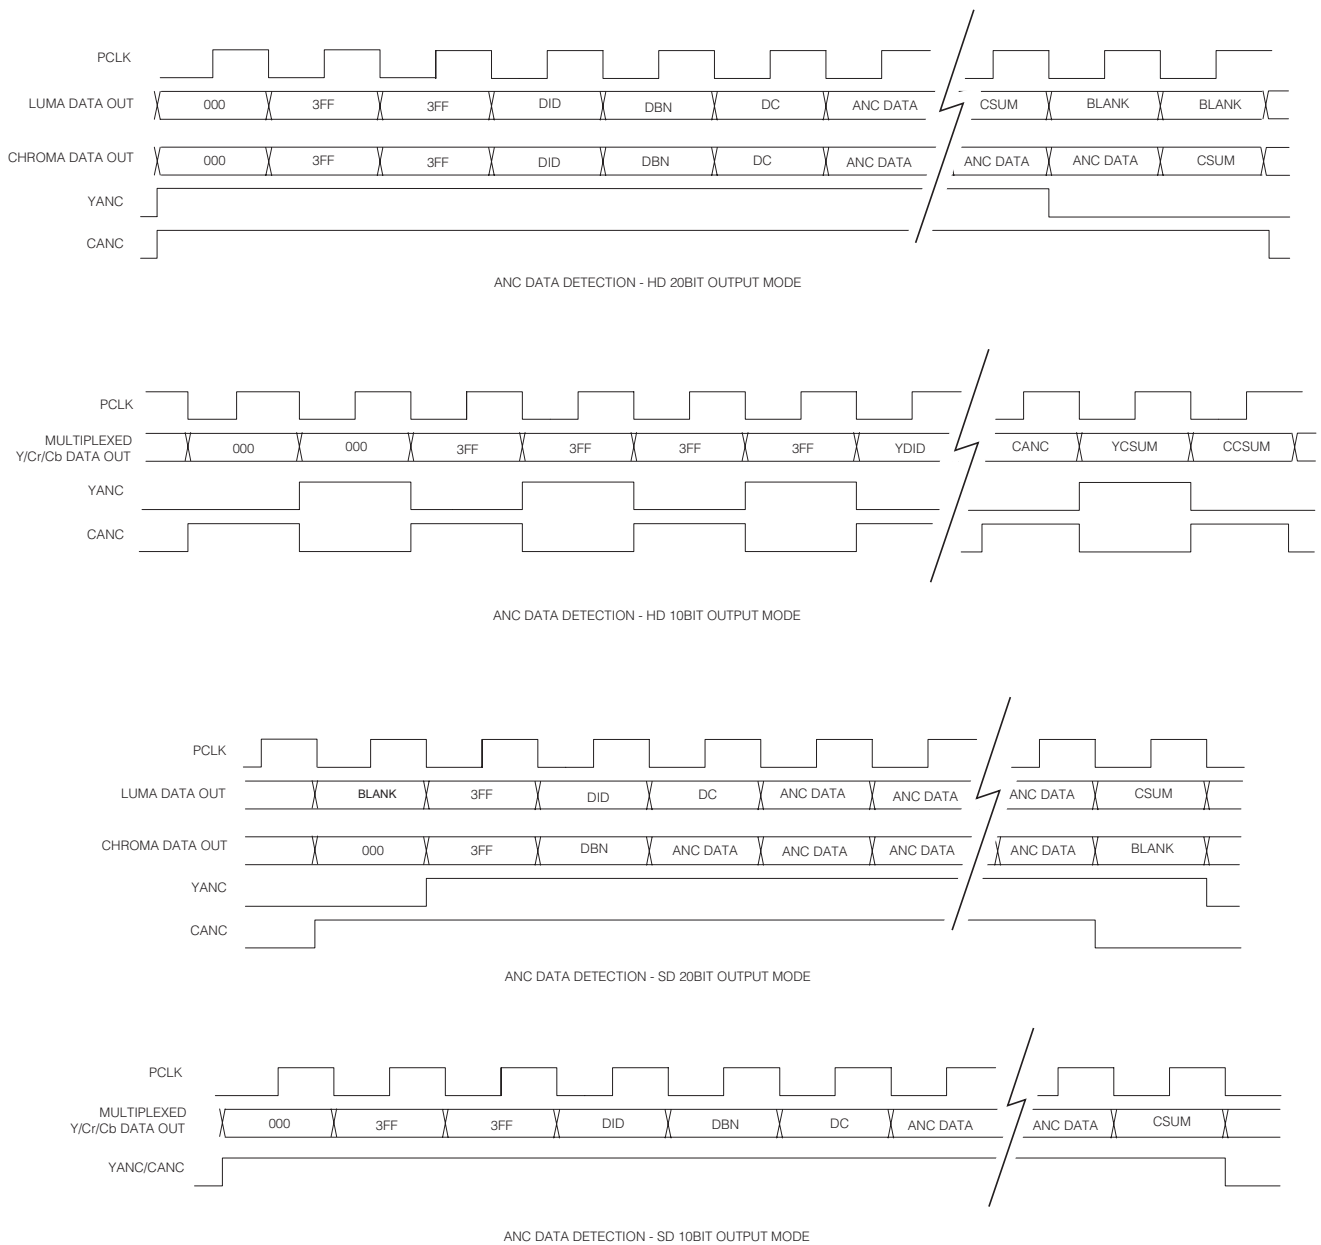 PCLK
LUMA DATA OUT 000 3FF 3FF DID DBN DC ANC DATA CSUM BLANK BLANK
CHROMA DATA OUT 000 3FF 3FF DID DBN DC ANC DATA ANC DATA ANC DATA CSUM
YANC
CANC
ANC DATA DETECTION - HD 20BIT OUTPUT MODE
PCLK
MULTIPLEXED
Y/Cr/Cb DATA OUT 000 000 3FF 3FF 3FF 3FF YDID CANC YCSUM CCSUM
YANC
CANC
ANC DATA DETECTION - HD 10BIT OUTPUT MODE
PCLK
LUMA DATA OUT BLANK 3FF DID DC ANC DATA ANC DATA ANC DATA CSUM
CHROMA DATA OUT 000 3FF DBN ANC DATA ANC DATA ANC DATA ANC DATA BLANK
YANC
CANC
ANC DATA DETECTION - SD 20BIT OUTPUT MODE
PCLK
MULTIPLEXED
Y/Cr/Cb DATA OUT 000 3FF 3FF DID DBN DC ANC DATA ANC DATA CSUM
YANC/CANC
ANC DATA DETECTION - SD 10BIT OUTPUT MODE